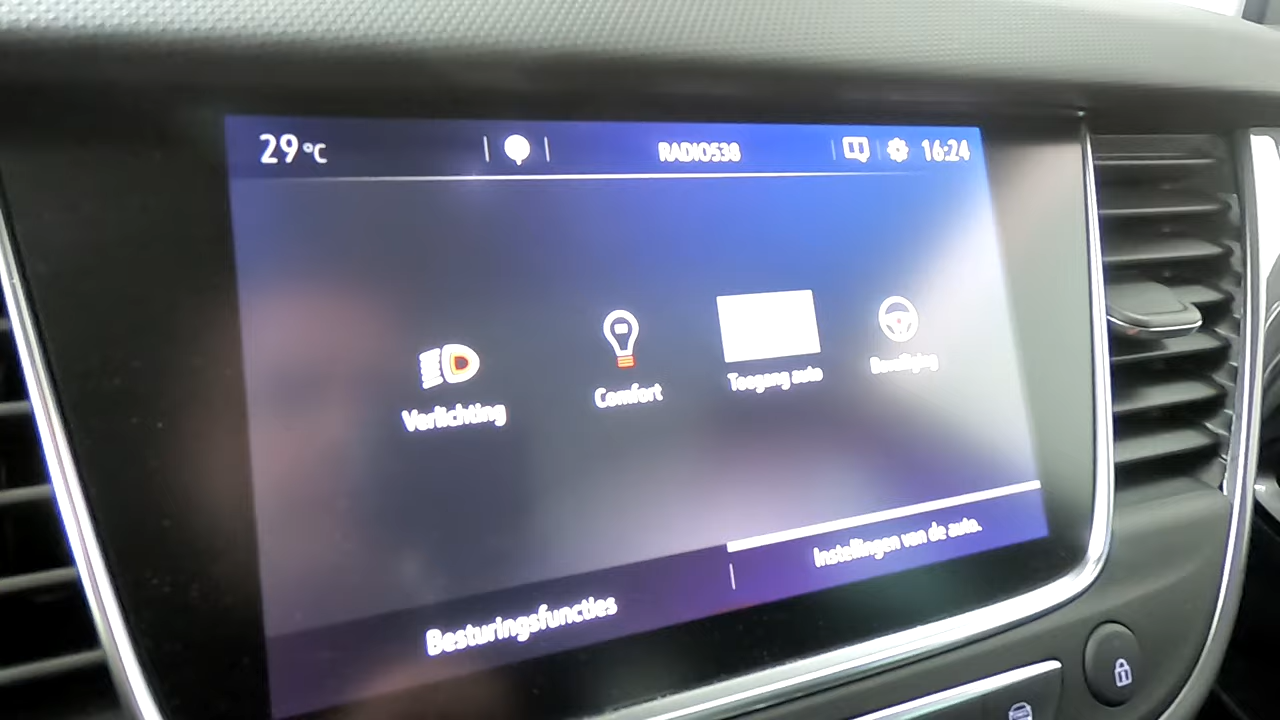 29°C
RADIO538
16:24
Verlichting
Comfort
Toegang auto
Beveiliging
Besturingsfuncties
Instellingen van de auto.